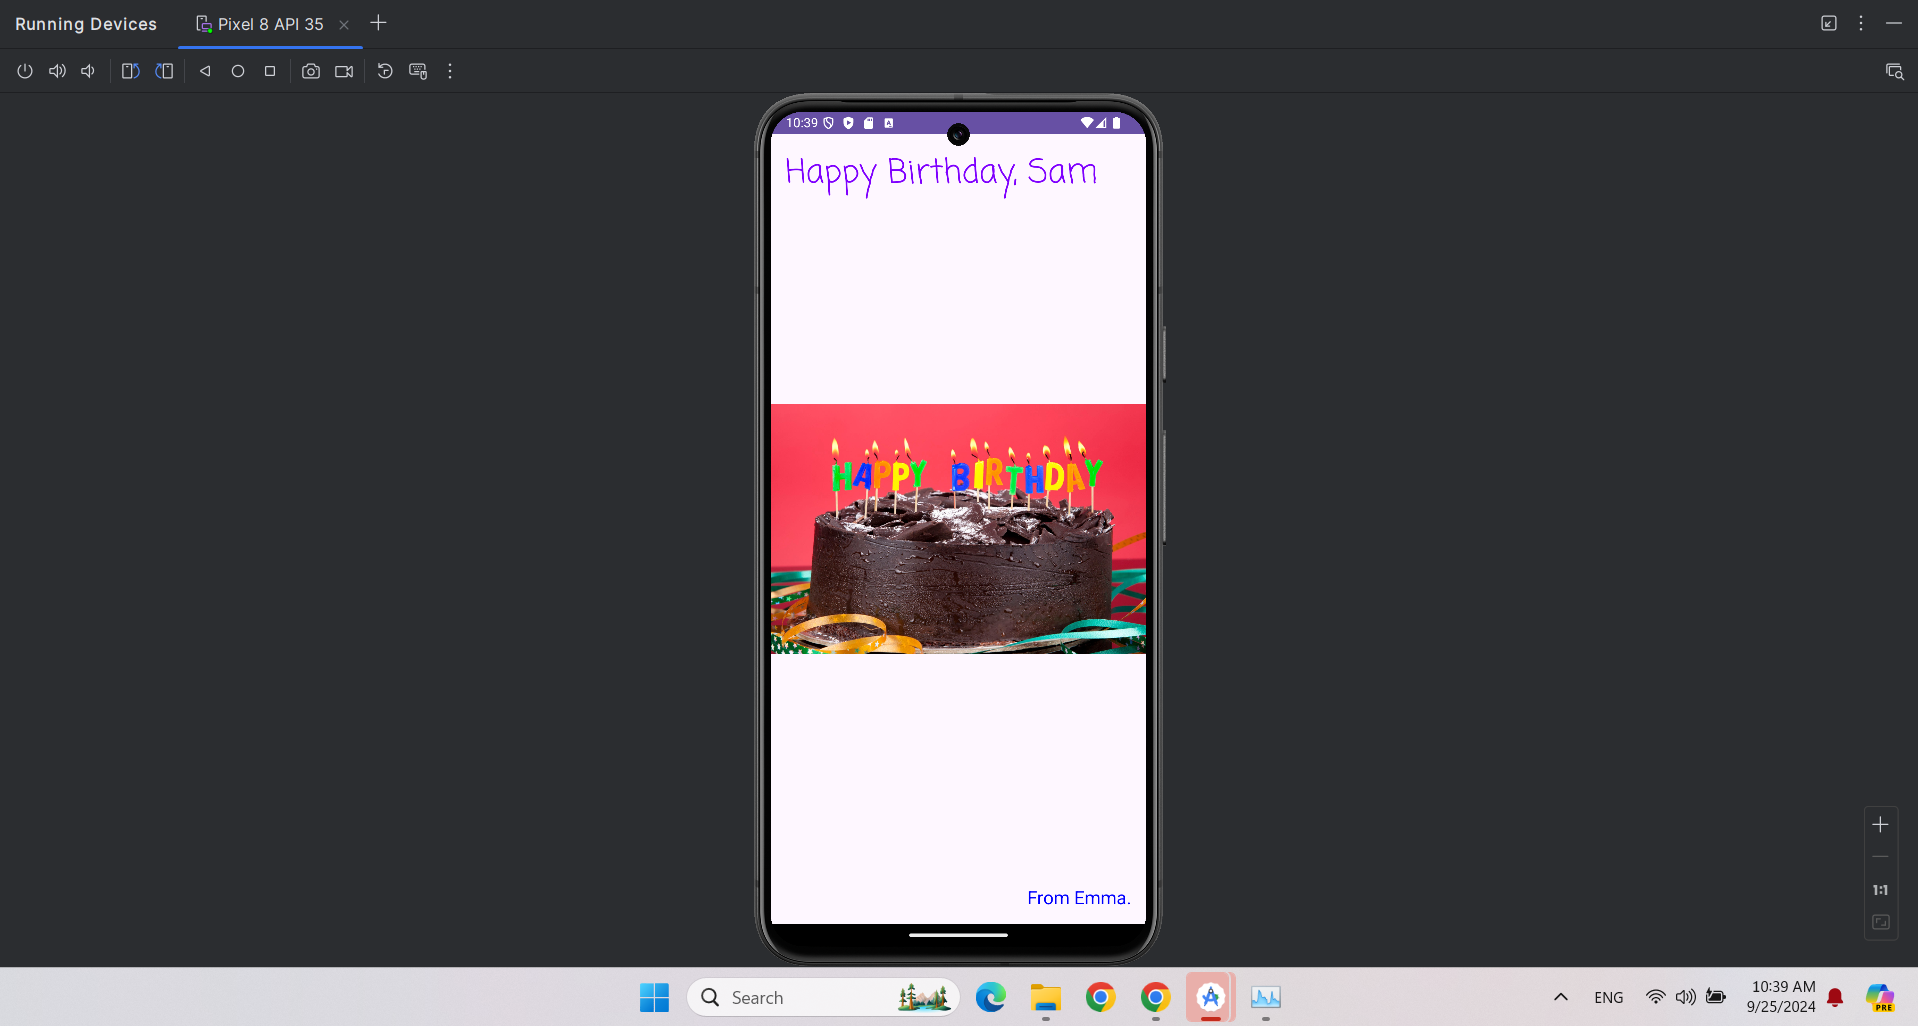 Running Devices
Pixel 8 API 35
10:39
Happy Birthday, Sam
HAPPY BIRTHDAY
From Emma.
1:1
Search
ENG
10:39 AM
9/25/2024
PRE